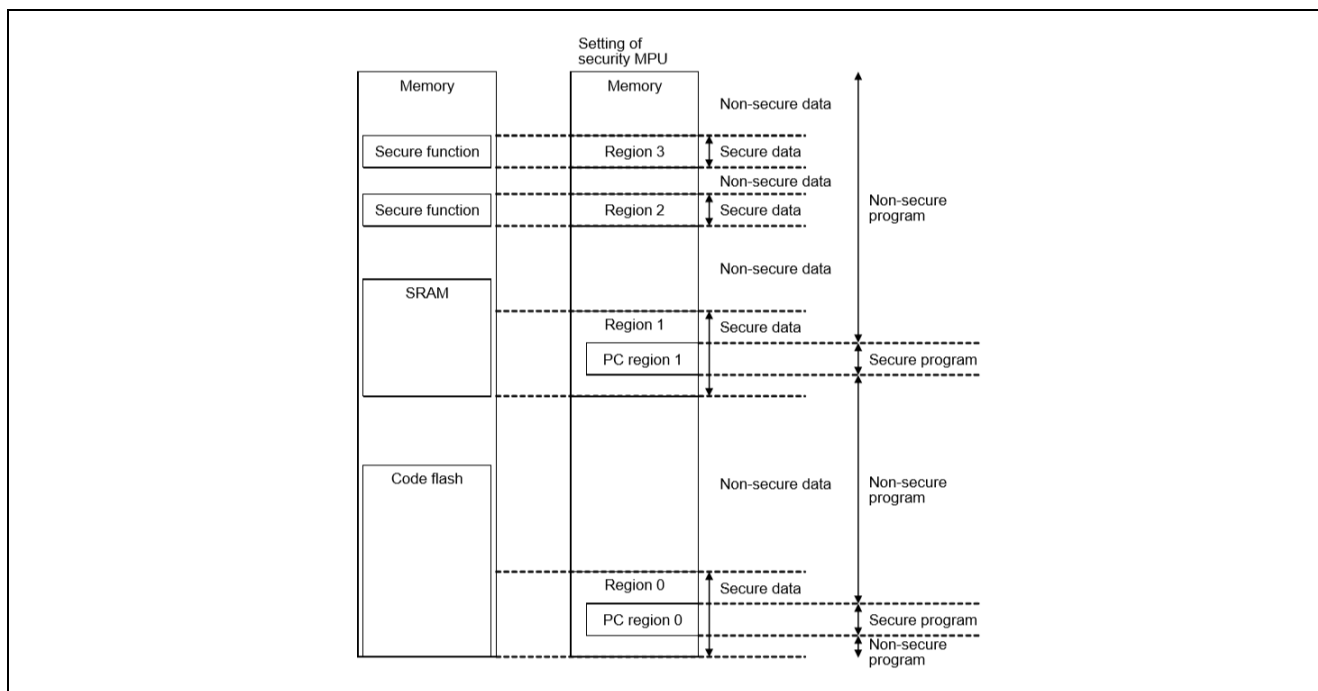 Setting of
security MPU
Memory
Memory
Non-secure data
Secure function
Region 3
Secure data
Non-secure data
Secure function
Region 2
Secure data
Non-secure
program
Non-secure data
SRAM
Region 1
Secure data
PC region 1
Secure program
Code flash
Non-secure data
Non-secure
program
Region 0
Secure data
PC region 0
Secure program
Non-secure
program